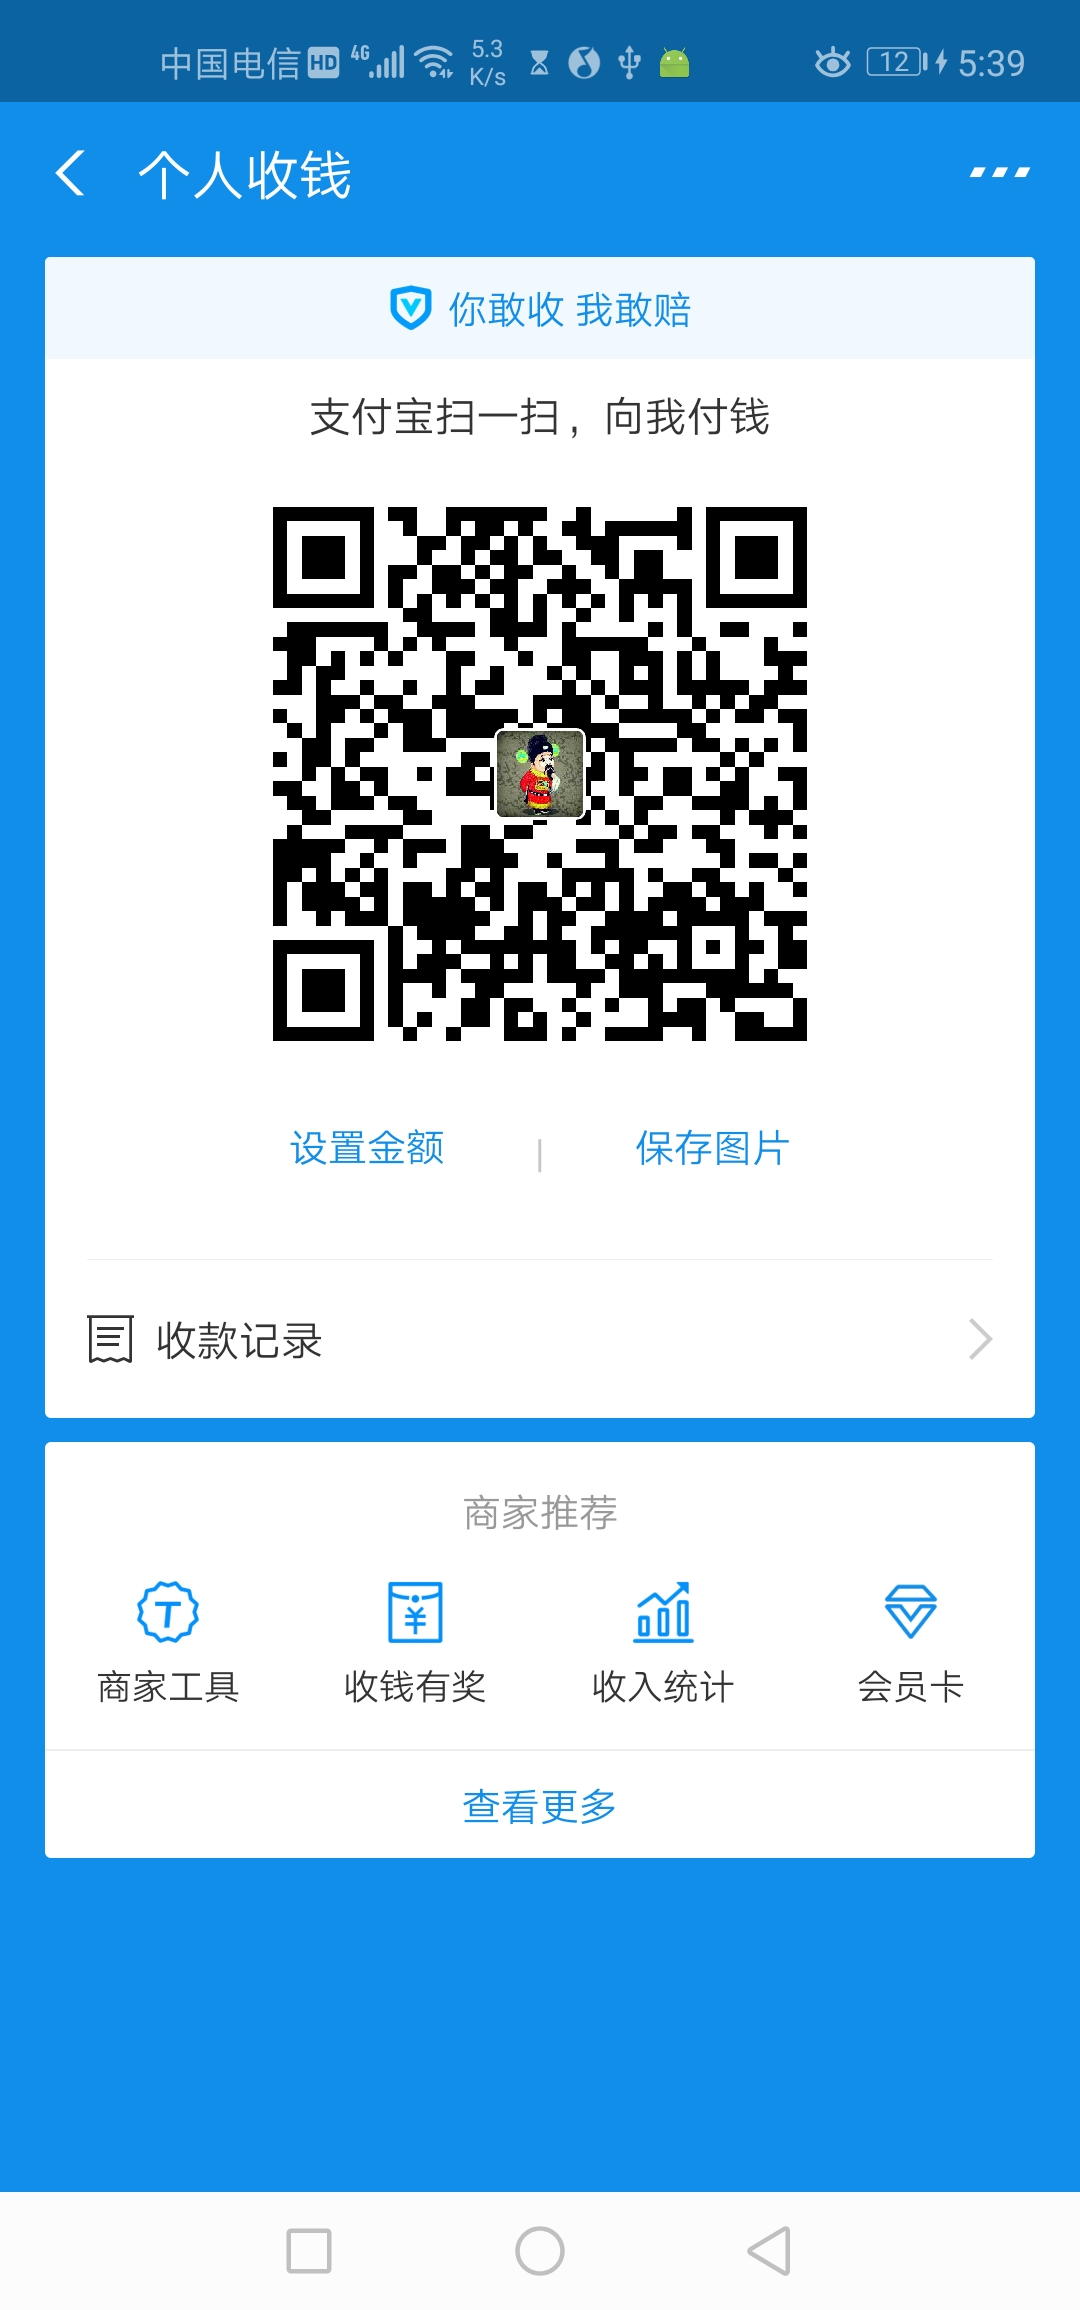 中国电信 HD 4G 5.3 K/s 12 5:39
个人收钱
你敢收 我敢赔
支付宝扫一扫，向我付钱
设置金额 | 保存图片
收款记录
商家推荐
商家工具 收钱有奖 收入统计 会员卡
查看更多